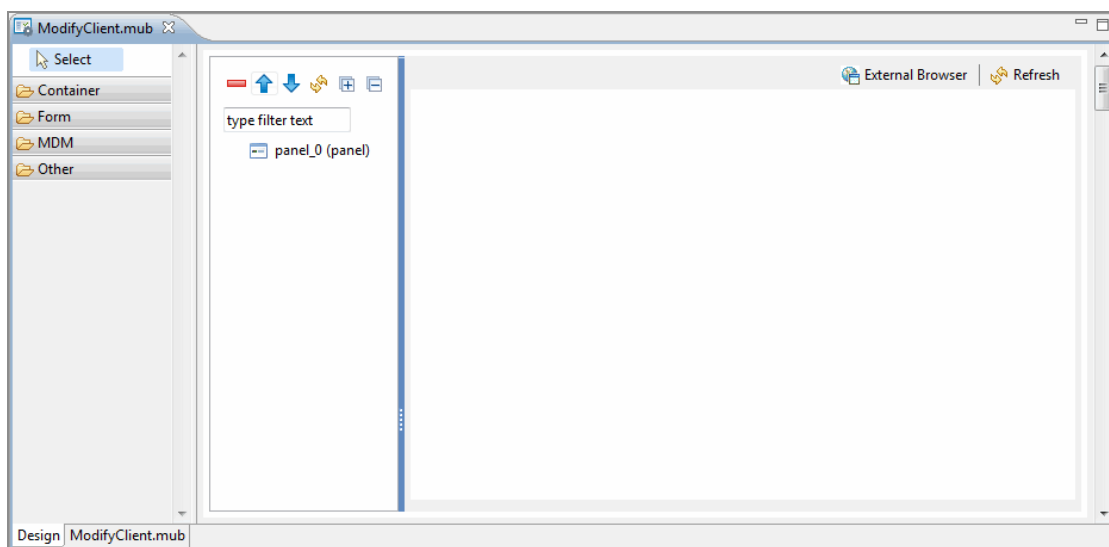 ModifyClient.mub
Select
Container
Form
MDM
Other
type filter text
panel_0 (panel)
External Browser
Refresh
Design
ModifyClient.mub